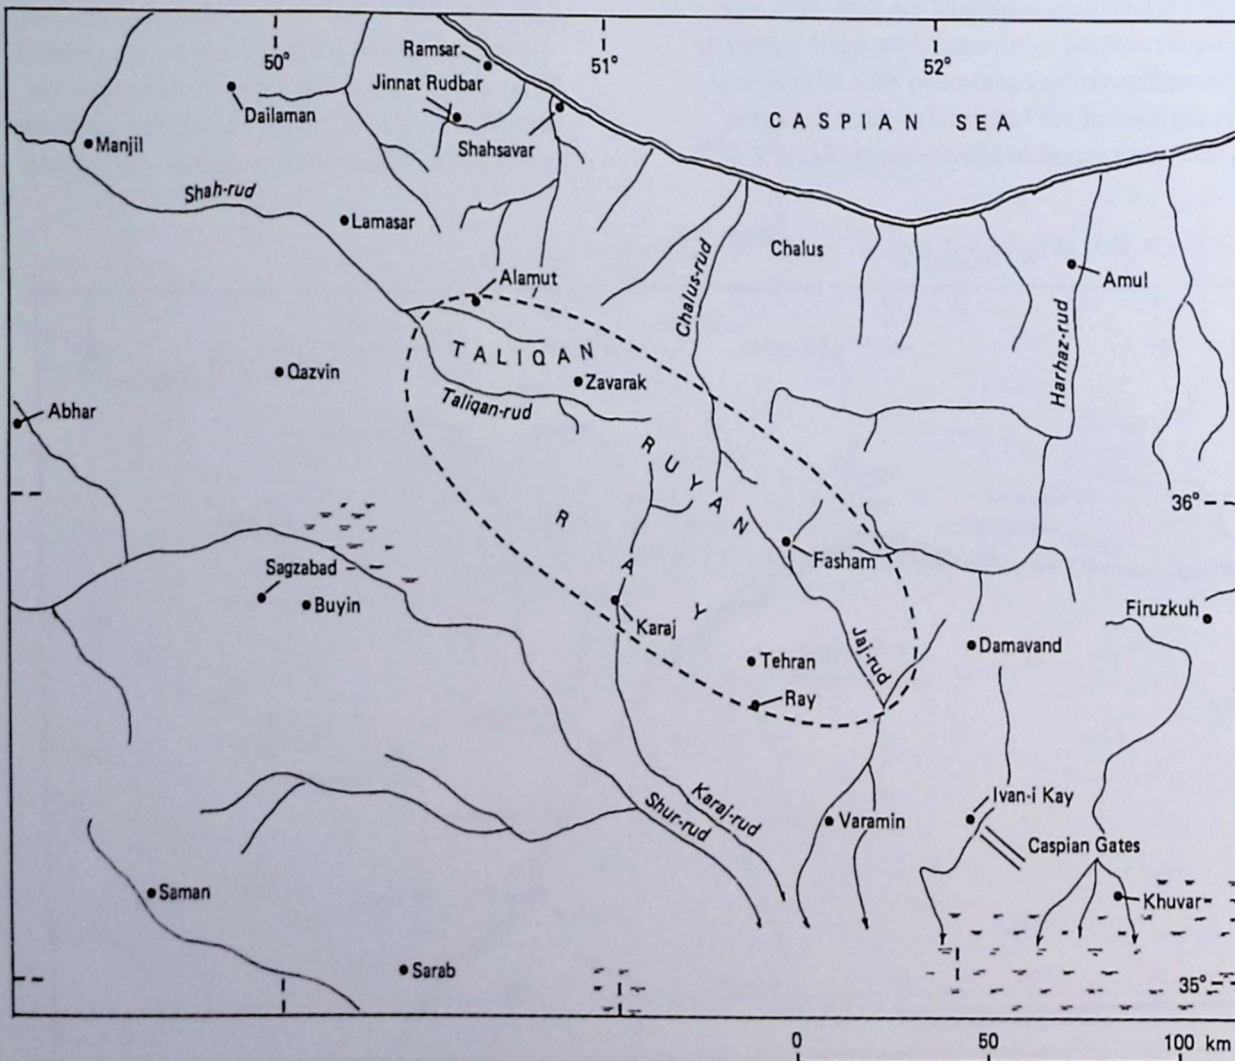 50°
51°
52°
Ramsar
Jinnat Rudbar
Dailaman
CASPIAN SEA
Manjil
Shahsavar
Shah-rud
Lamasar
Chalus
Alamut
Chalus-rud
Amul
TALIQAN
Harhaz-rud
Qazvin
Zavarak
Taliqan-rud
Abhar
RUYAN
36°
RAYY
Fasham
Sagzabad
Buyin
Firuzkuh
Karaj
Jaj-rud
Damavand
Tehran
Ray
Ivan-i Kay
Karaj-rud
Shur-rud
Varamin
Caspian Gates
Saman
Khuvar
Sarab
35°
0 50 100 km